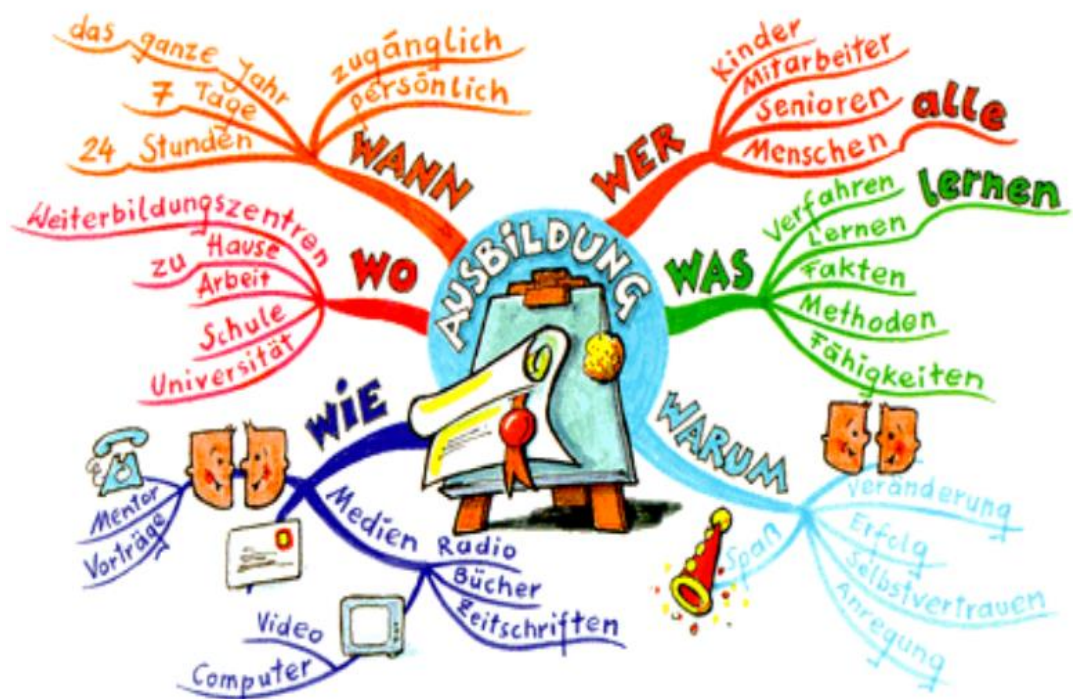 AUSBILDUNG
WANN
das ganze Jahr
7 Tage
24 Stunden
zugánglich
persónlich
WER
Kinder
Mitarbeiter
Senioren
Menschen
alle
WAS
Verfahren
Lernen
lernen
Fakten
Methoden
Fähigkeiten
WARUM
Veränderung
Erfolg
Selbstvertrauen
Anregung
Spaß
WIE
Mentor
Vorträge
Medien
Radio
Bücher
Zeitschriften
Video
Computer
WO
Weiterbildungszentren
zu Hause
Arbeit
Schule
Universität